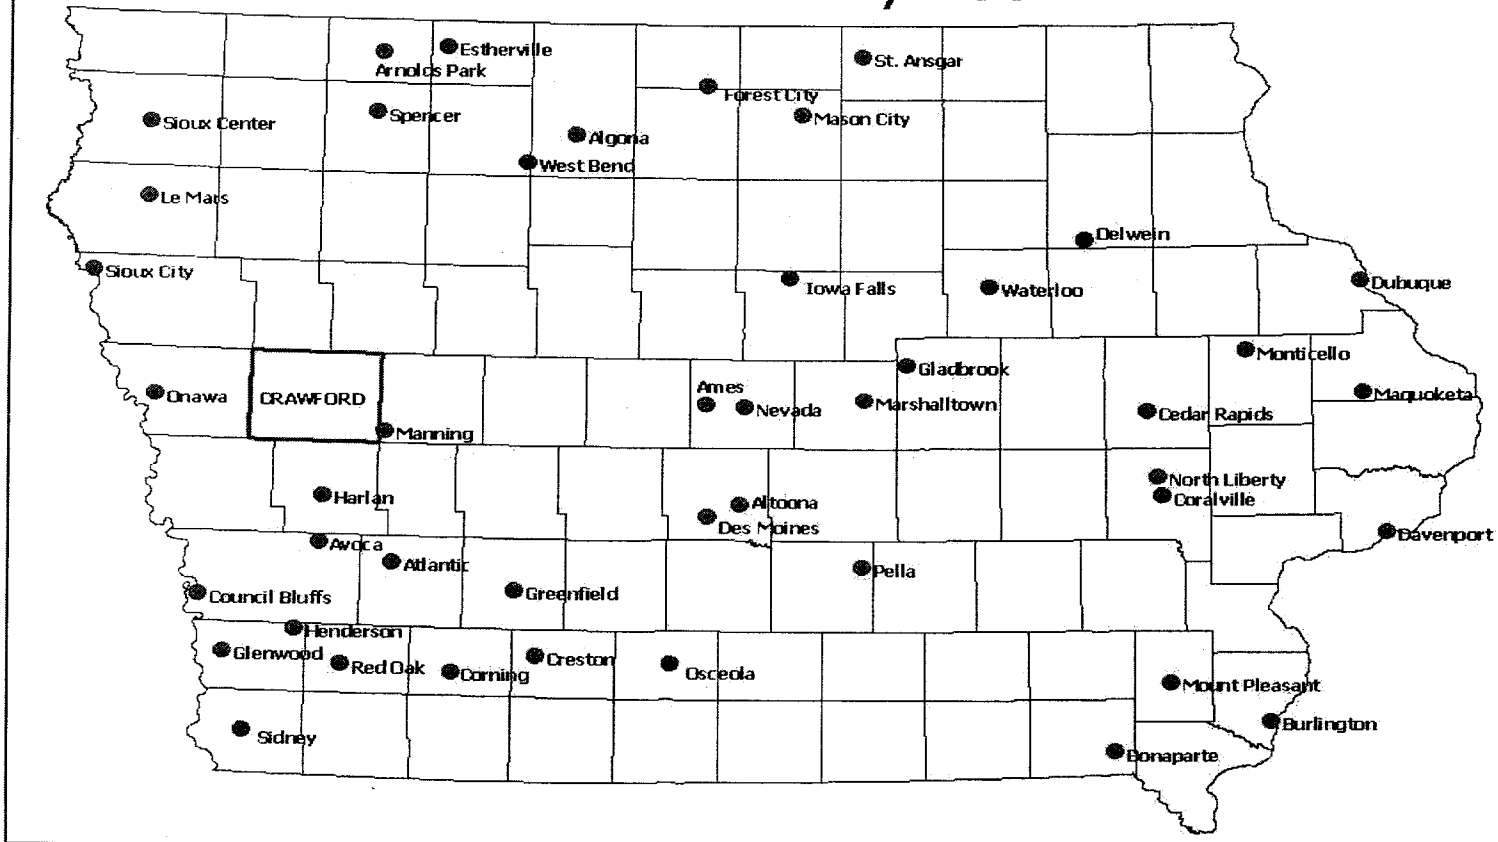 Estherville
Arnolds Park
St. Ansgar
Forest City
Spencer
Mason City
Sioux Center
Algona
West Bend
Le Mars
Oelwein
Sioux City
Dubuque
Iowa Falls
Waterloo
Monticello
Gladbrook
Ames
Maquoketa
Onawa
CRAWFORD
Nevada
Marshalltown
Cedar Rapids
Manning
North Liberty
Harlan
Coralville
Altoona
Des Moines
Davenport
Avoca
Atlantic
Pella
Council Bluffs
Greenfield
Henderson
Glenwood
Red Oak
Creston
Corning
Osceola
Mount Pleasant
Burlington
Sidney
Bonaparte